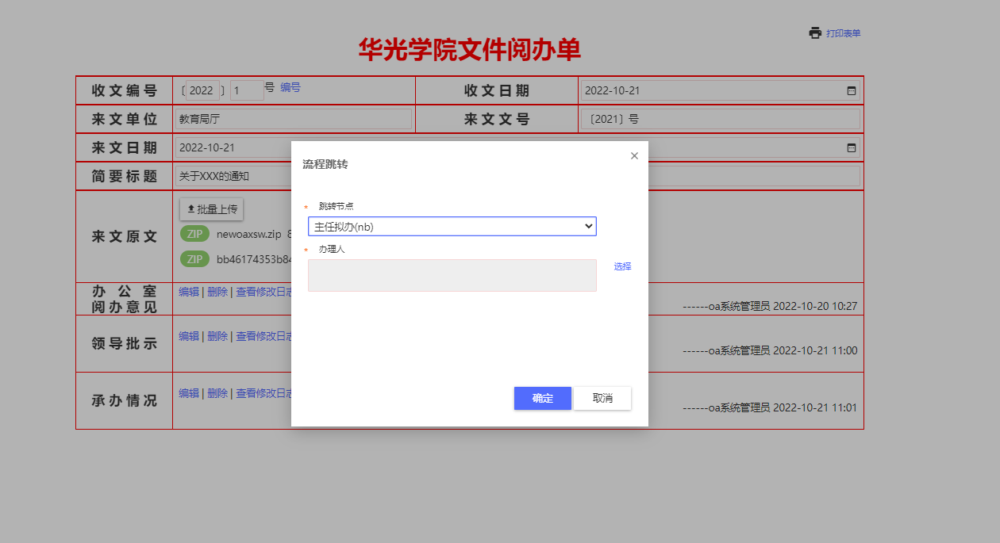 打印表单
华光学院文件阅办单
收文编号 〔 2022 〕 1 号 编号 收文日期 2022-10-21
来文单位 教育局厅 来文文号 〔2021〕号
来文日期 2022-10-21
简要标题 关于XXX的通知
来文原文
批量上传
ZIP newoaxsw.zip
ZIP bb46174353b84
办公室
阅办意见
编辑 | 删除 | 查看修改日志
------oa系统管理员 2022-10-20 10:27
领导批示
编辑 | 删除 | 查看修改日志
------oa系统管理员 2022-10-21 11:00
承办情况
编辑 | 删除 | 查看修改日志
------oa系统管理员 2022-10-21 11:01
流程跳转 ×
* 跳转节点
主任拟办(nb)
* 办理人
选择
确定 取消